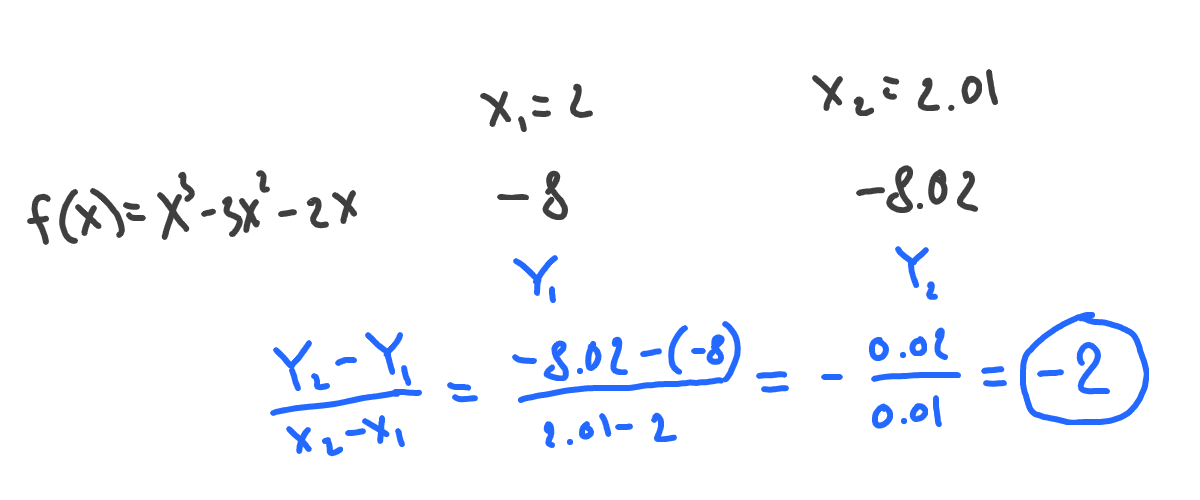 x₁ = 2
x₂ = 2.01
f(x) = x³ - 3x² - 2x
-8
-8.02
Y₁
Y₂
(Y₂ - Y₁)/(x₂ - x₁) = (-8.02 - (-8))/(2.01 - 2) = - 0.02/0.01 = -2